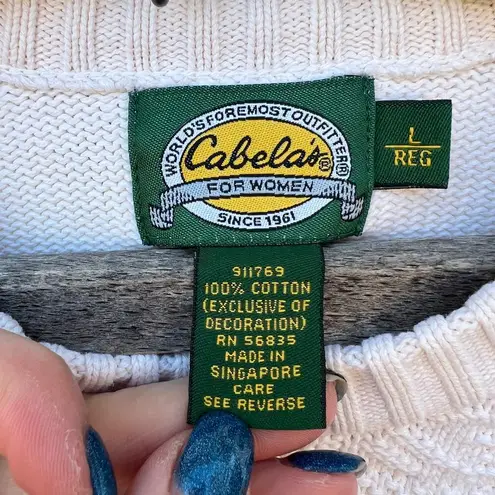 WORLD'S FOREMOST OUTFITTER®
Cabela's®
FOR WOMEN
SINCE 1961
L
REG
911769
100% COTTON
(EXCLUSIVE OF
DECORATION)
RN 56835
MADE IN
SINGAPORE
CARE
SEE REVERSE